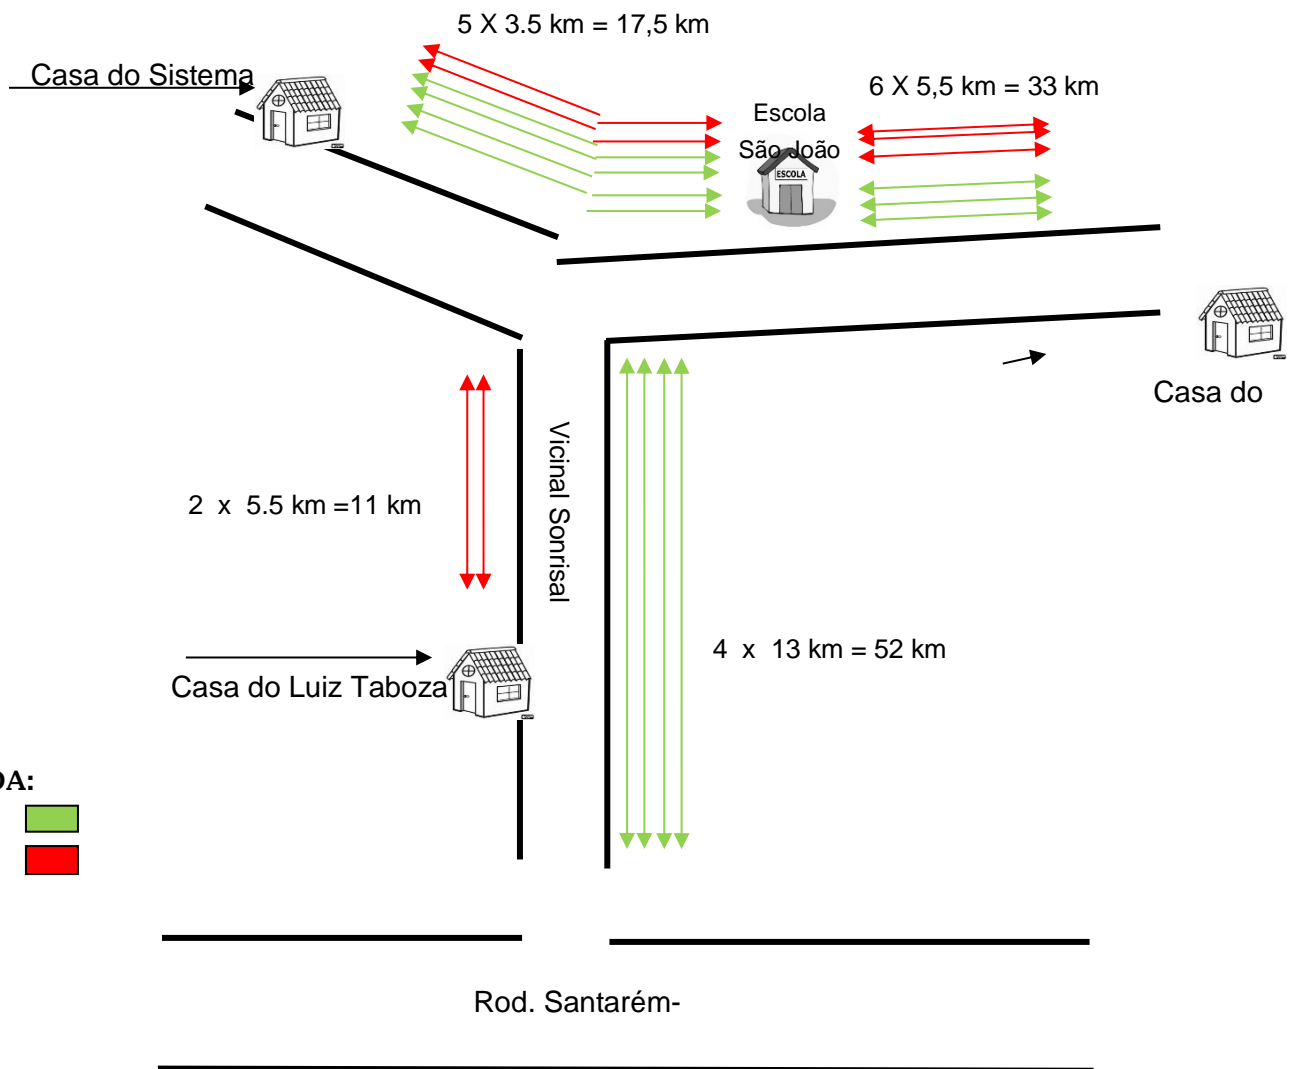 5 X 3.5 km = 17,5 km
Casa do Sistema
6 X 5,5 km = 33 km
Escola
São João
ESCOLA
Casa do
Vicinal Sonrisal
2 x 5.5 km =11 km
4 x 13 km = 52 km
Casa do Luiz Taboza
DA:
Rod. Santarém-